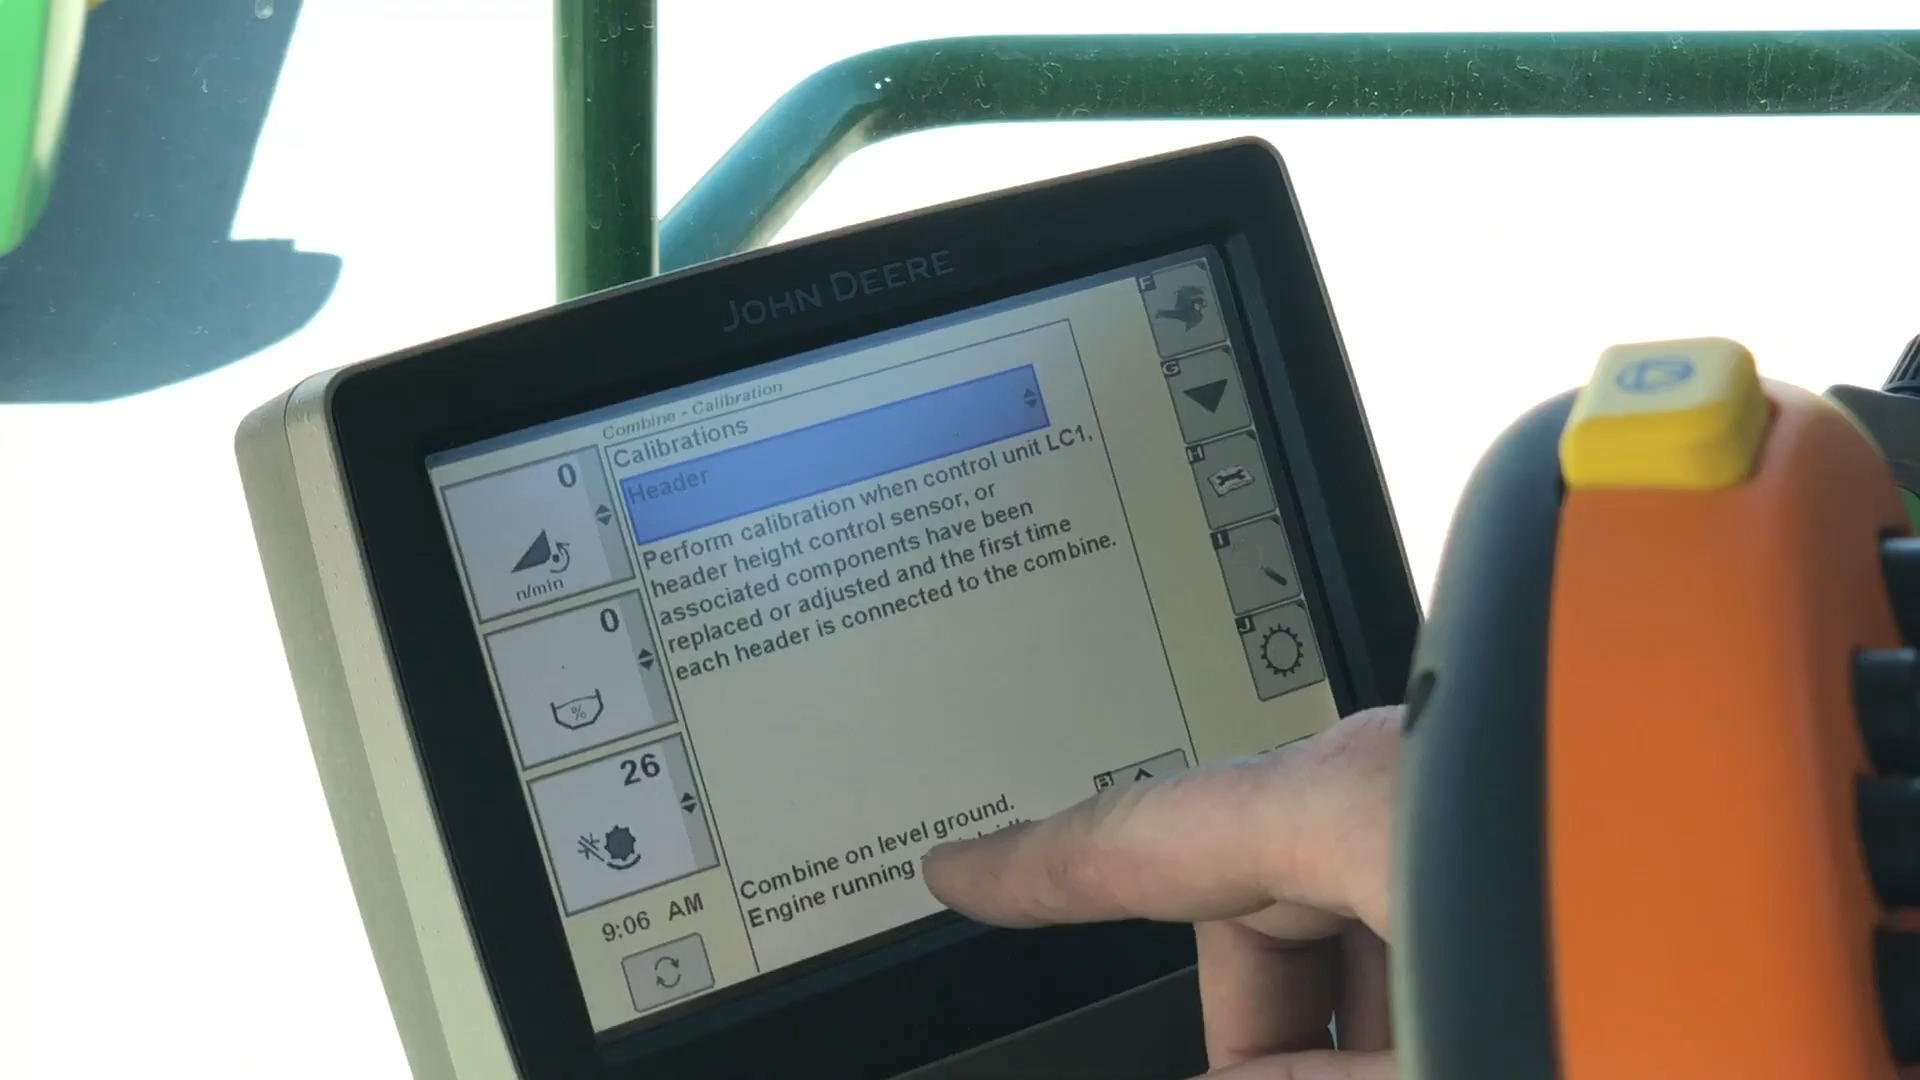 JOHN DEERE
Combine - Calibration
Calibrations
Header
Perform calibration when control unit LC1,
header height control sensor, or
associated components have been
replaced or adjusted and the first time
each header is connected to the combine.
Combine on level ground.
Engine running
0
n/min
0
%
26
9:06 AM
F
G
H
I
J
B